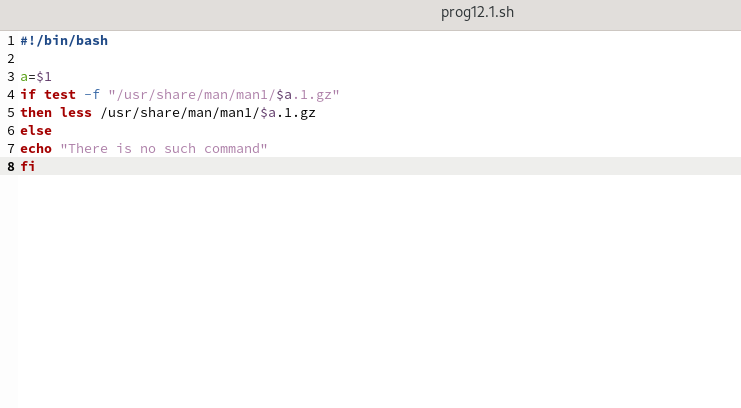 prog12.1.sh
1 #!/bin/bash
2
3 a=$1
4 if test -f "/usr/share/man/man1/$a.1.gz"
5 then less /usr/share/man/man1/$a.1.gz
6 else
7 echo "There is no such command"
8 fi